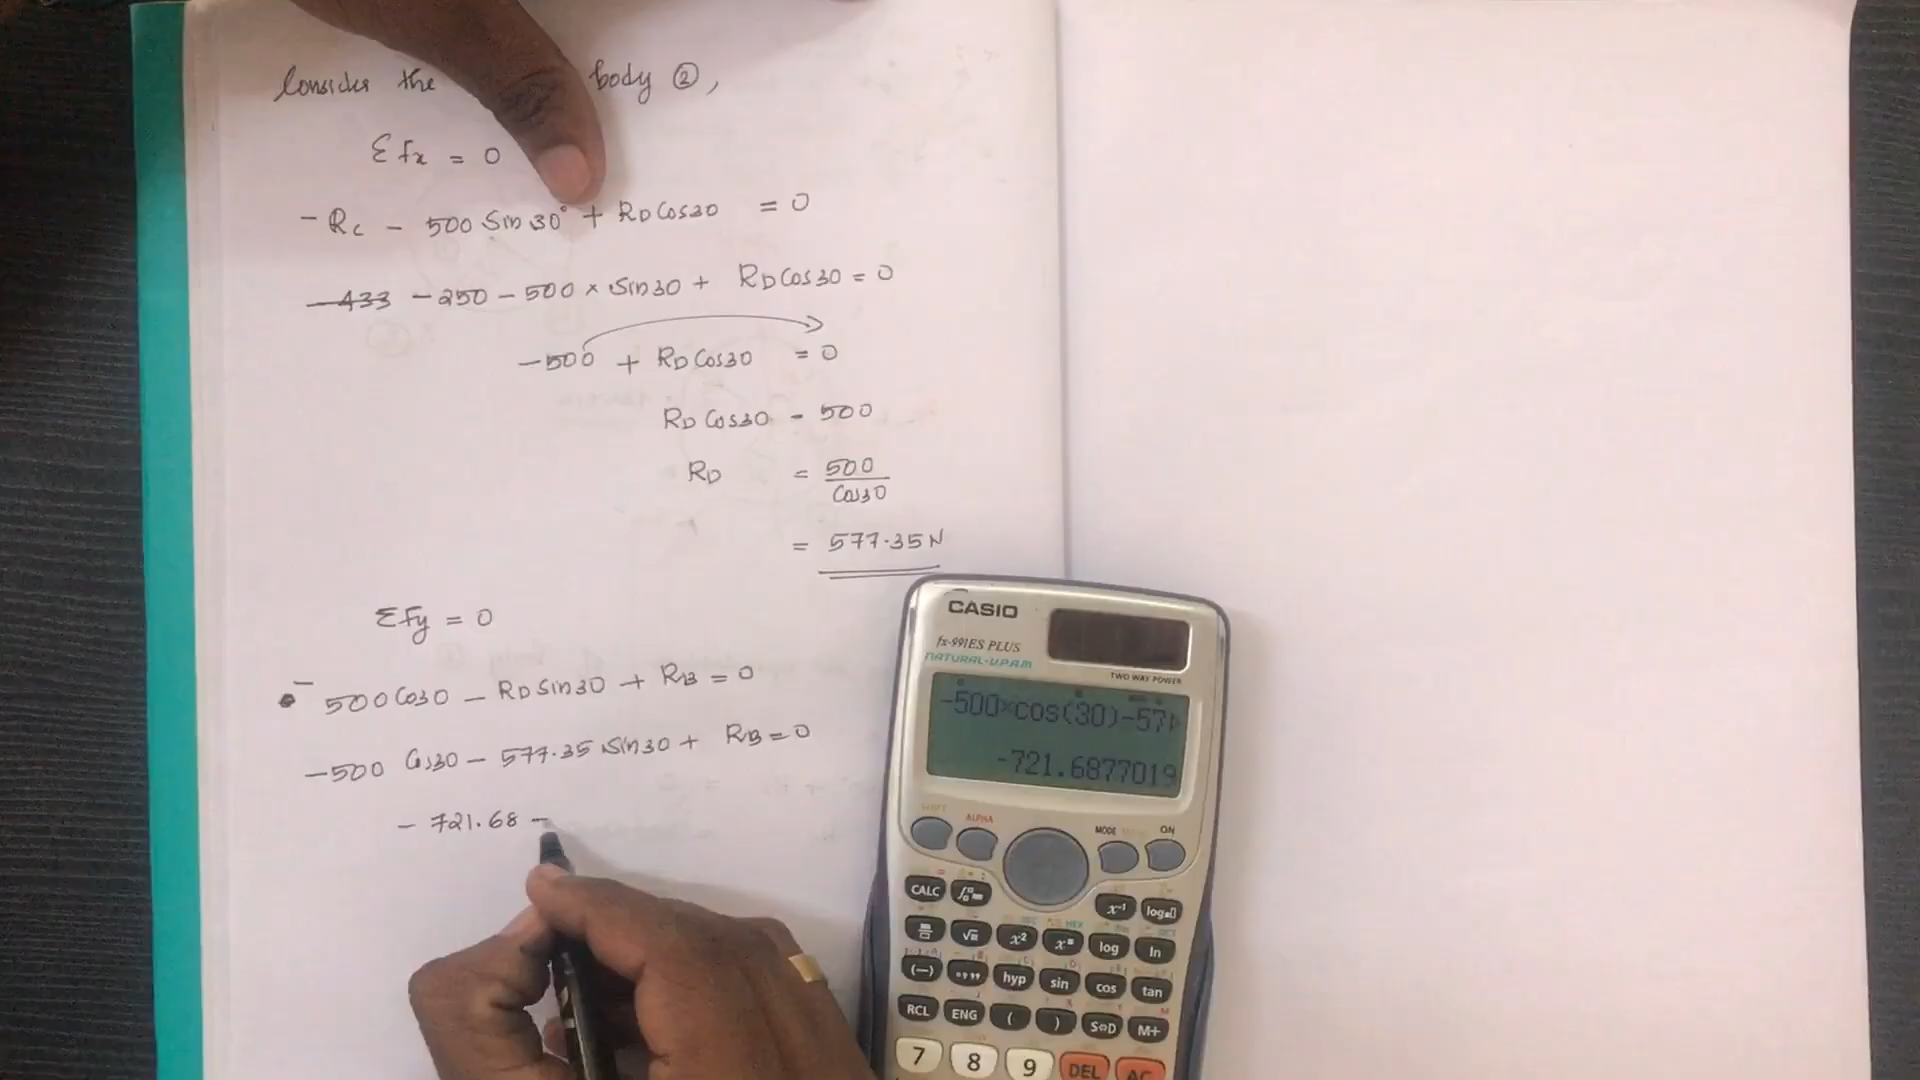 Consider the body ②,
Σfx = 0
- Rc - 500 Sin 30° + RD Cos30 = 0
-433 -250 - 500 × Sin30 + RD Cos30 = 0
-500 + RD Cos30 = 0
RD Cos30 - 500
RD = 500
Cos30
= 577.35 N
Σfy = 0
- 500 Cos30 - RD Sin30 + RB = 0
-500 Cos30 - 577.35 Sin30 + RB = 0
- 721.68 -
CASIO
fx-991ES PLUS
NATURAL-V.P.A.M.
TWO WAY POWER
-500×cos(30)-57
-721.6877019
SHIFT ALPHA MODE ON
CALC x⁻¹ log
x² log ln
(-) hyp sin cos tan
RCL ENG ( ) S⇔D M+
7 8 9 DEL AC